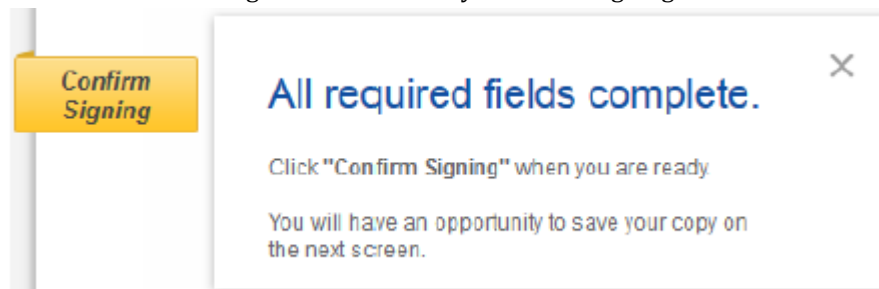 Confirm
Signing
All required fields complete.
Click "Confirm Signing" when you are ready.
You will have an opportunity to save your copy on
the next screen.